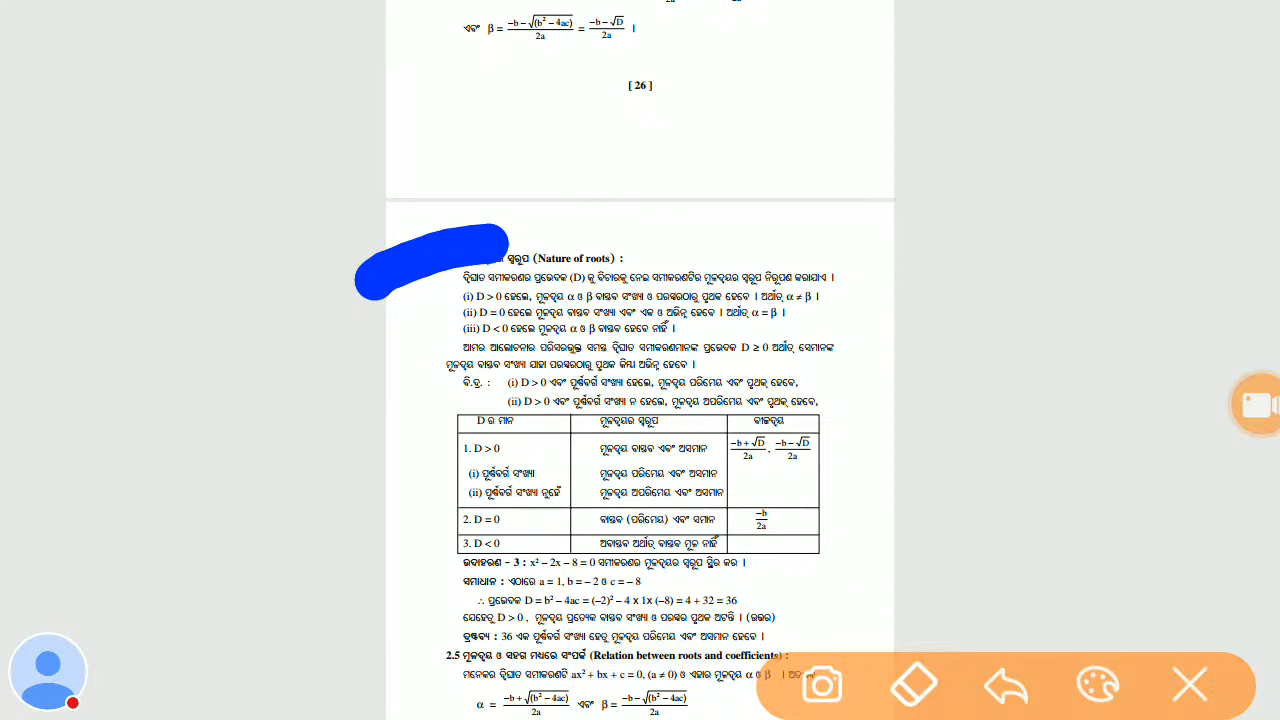 ଏବଂ β = (–b – √(b² – 4ac)) / 2a = (–b – √D) / 2a ।
[ 26 ]
ସ୍ୱରୂପ (Nature of roots) :
ଦ୍ୱିଘାତ ସମୀକରଣର ପ୍ରଭେଦକ (D) କୁ ବିଚାରକୁ ନେଇ ସମୀକରଣଟିର ମୂଳଦ୍ୱୟର ସ୍ୱରୂପ ନିରୂପଣ କରାଯାଏ ।
(i) D > 0 ହେଲେ, ମୂଳଦ୍ୱୟ α ଓ β ବାସ୍ତବ ସଂଖ୍ୟା ଓ ପରସ୍ପରଠାରୁ ପୃଥକ ହେବେ । ଅର୍ଥାତ୍ α ≠ β ।
(ii) D = 0 ହେଲେ ମୂଳଦ୍ୱୟ ବାସ୍ତବ ସଂଖ୍ୟା ଏବଂ ଏକ ଓ ଅଭିନ୍ନ ହେବେ । ଅର୍ଥାତ୍ α = β ।
(iii) D < 0 ହେଲେ ମୂଳଦ୍ୱୟ α ଓ β ବାସ୍ତବ ହେବେ ନାହିଁ ।
ଆମର ଆଲୋଚନାର ପରିସରଭୁକ୍ତ ସମସ୍ତ ଦ୍ୱିଘାତ ସମୀକରଣମାନଙ୍କ ପ୍ରଭେଦକ D ≥ 0 ଅର୍ଥାତ୍ ସେମାନଙ୍କ
ମୂଳଦ୍ୱୟ ବାସ୍ତବ ସଂଖ୍ୟା ଯାହା ପରସ୍ପରଠାରୁ ପୃଥକ କିମ୍ବା ଅଭିନ୍ନ ହେବେ ।
ବି.ଦ୍ର. : (i) D > 0 ଏବଂ ପୂର୍ଣ୍ଣବର୍ଗ ସଂଖ୍ୟା ହେଲେ, ମୂଳଦ୍ୱୟ ପରିମେୟ ଏବଂ ପୃଥକ୍ ହେବେ,
(ii) D > 0 ଏବଂ ପୂର୍ଣ୍ଣବର୍ଗ ସଂଖ୍ୟା ନ ହେଲେ, ମୂଳଦ୍ୱୟ ଅପରିମେୟ ଏବଂ ପୃଥକ୍ ହେବେ,
D ର ମାନ ମୂଳଦ୍ୱୟର ସ୍ୱରୂପ ବୀଜଦ୍ୱୟ
1. D > 0 ମୂଳଦ୍ୱୟ ବାସ୍ତବ ଏବଂ ଅସମାନ (–b + √D) / 2a , (–b – √D) / 2a
(i) ପୂର୍ଣ୍ଣବର୍ଗ ସଂଖ୍ୟା ମୂଳଦ୍ୱୟ ପରିମେୟ ଏବଂ ଅସମାନ
(ii) ପୂର୍ଣ୍ଣବର୍ଗ ସଂଖ୍ୟା ନୁହେଁ ମୂଳଦ୍ୱୟ ଅପରିମେୟ ଏବଂ ଅସମାନ
2. D = 0 ବାସ୍ତବ (ପରିମେୟ) ଏବଂ ସମାନ –b / 2a
3. D < 0 ଅବାସ୍ତବ ଅର୍ଥାତ୍ ବାସ୍ତବ ମୂଳ ନାହିଁ
ଉଦାହରଣ - 3 : x² – 2x – 8 = 0 ସମୀକରଣର ମୂଳଦ୍ୱୟର ସ୍ୱରୂପ ସ୍ଥିର କର ।
ସମାଧାନ : ଏଠାରେ a = 1, b = – 2 ଓ c = – 8
∴ ପ୍ରଭେଦକ D = b² – 4ac = (–2)² – 4 x 1x (–8) = 4 + 32 = 36
ଯେହେତୁ D > 0 , ମୂଳଦ୍ୱୟ ପ୍ରତ୍ୟେକ ବାସ୍ତବ ସଂଖ୍ୟା ଓ ପରସ୍ପର ପୃଥକ ଅଟନ୍ତି । (ଉତ୍ତର)
ଦ୍ରଷ୍ଟବ୍ୟ : 36 ଏକ ପୂର୍ଣ୍ଣବର୍ଗ ସଂଖ୍ୟା ହେତୁ ମୂଳଦ୍ୱୟ ପରିମେୟ ଏବଂ ଅସମାନ ହେବେ ।
2.5 ମୂଳଦ୍ୱୟ ଓ ସହଗ ମଧ୍ୟରେ ସଂପର୍କ (Relation between roots and coefficients) :
ମନେକର ଦ୍ୱିଘାତ ସମୀକରଣଟି ax² + bx + c = 0, (a ≠ 0) ଓ ଏହାର ମୂଳଦ୍ୱୟ α ଓ β ।
α = (–b + √(b² – 4ac)) / 2a ଏବଂ β = (–b – √(b² – 4ac)) / 2a